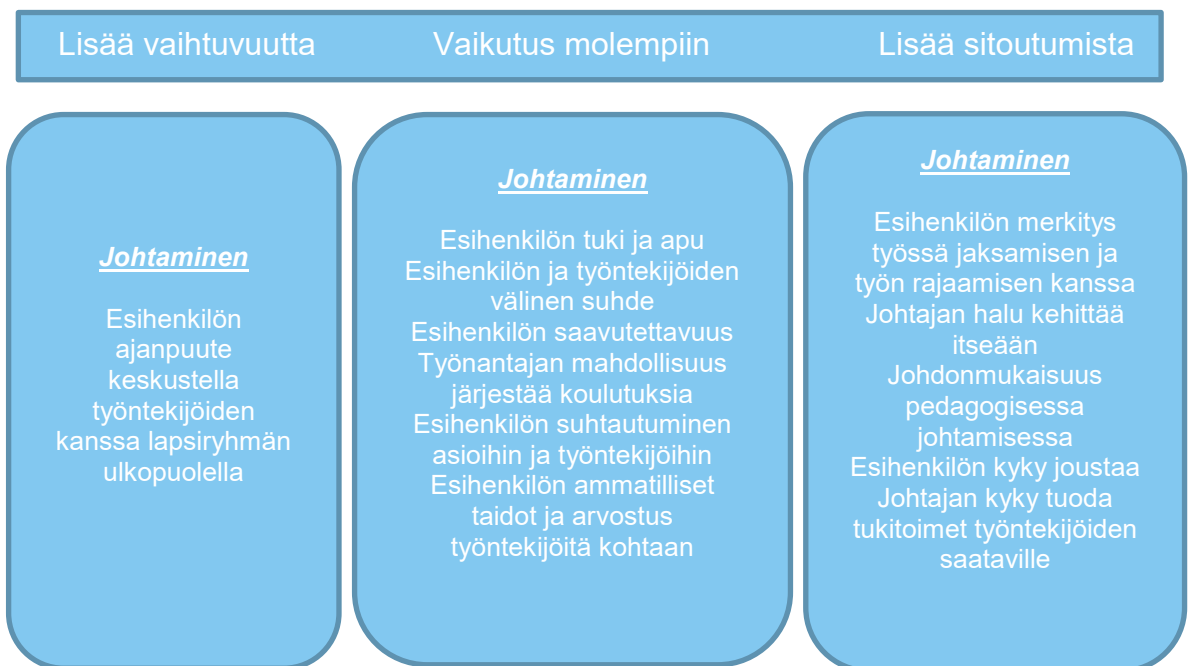 Lisää vaihtuvuutta
Vaikutus molempiin
Lisää sitoutumista
Johtaminen
Esihenkilön
ajanpuute
keskustella
työntekijöiden
kanssa lapsiryhmän
ulkopuolella
Johtaminen
Esihenkilön tuki ja apu
Esihenkilön ja työntekijöiden
välinen suhde
Esihenkilön saavutettavuus
Työnantajan mahdollisuus
järjestää koulutuksia
Esihenkilön suhtautuminen
asioihin ja työntekijöihin
Esihenkilön ammatilliset
taidot ja arvostus
työntekijöitä kohtaan
Johtaminen
Esihenkilön merkitys
työssä jaksamisen ja
työn rajaamisen kanssa
Johtajan halu kehittää
itseään
Johdonmukaisuus
pedagogisessa
johtamisessa
Esihenkilön kyky joustaa
Johtajan kyky tuoda
tukitoimet työntekijöiden
saataville